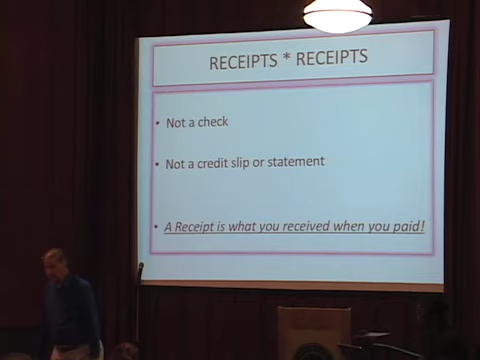 RECEIPTS * RECEIPTS
• Not a check
• Not a credit slip or statement
• A Receipt is what you received when you paid!